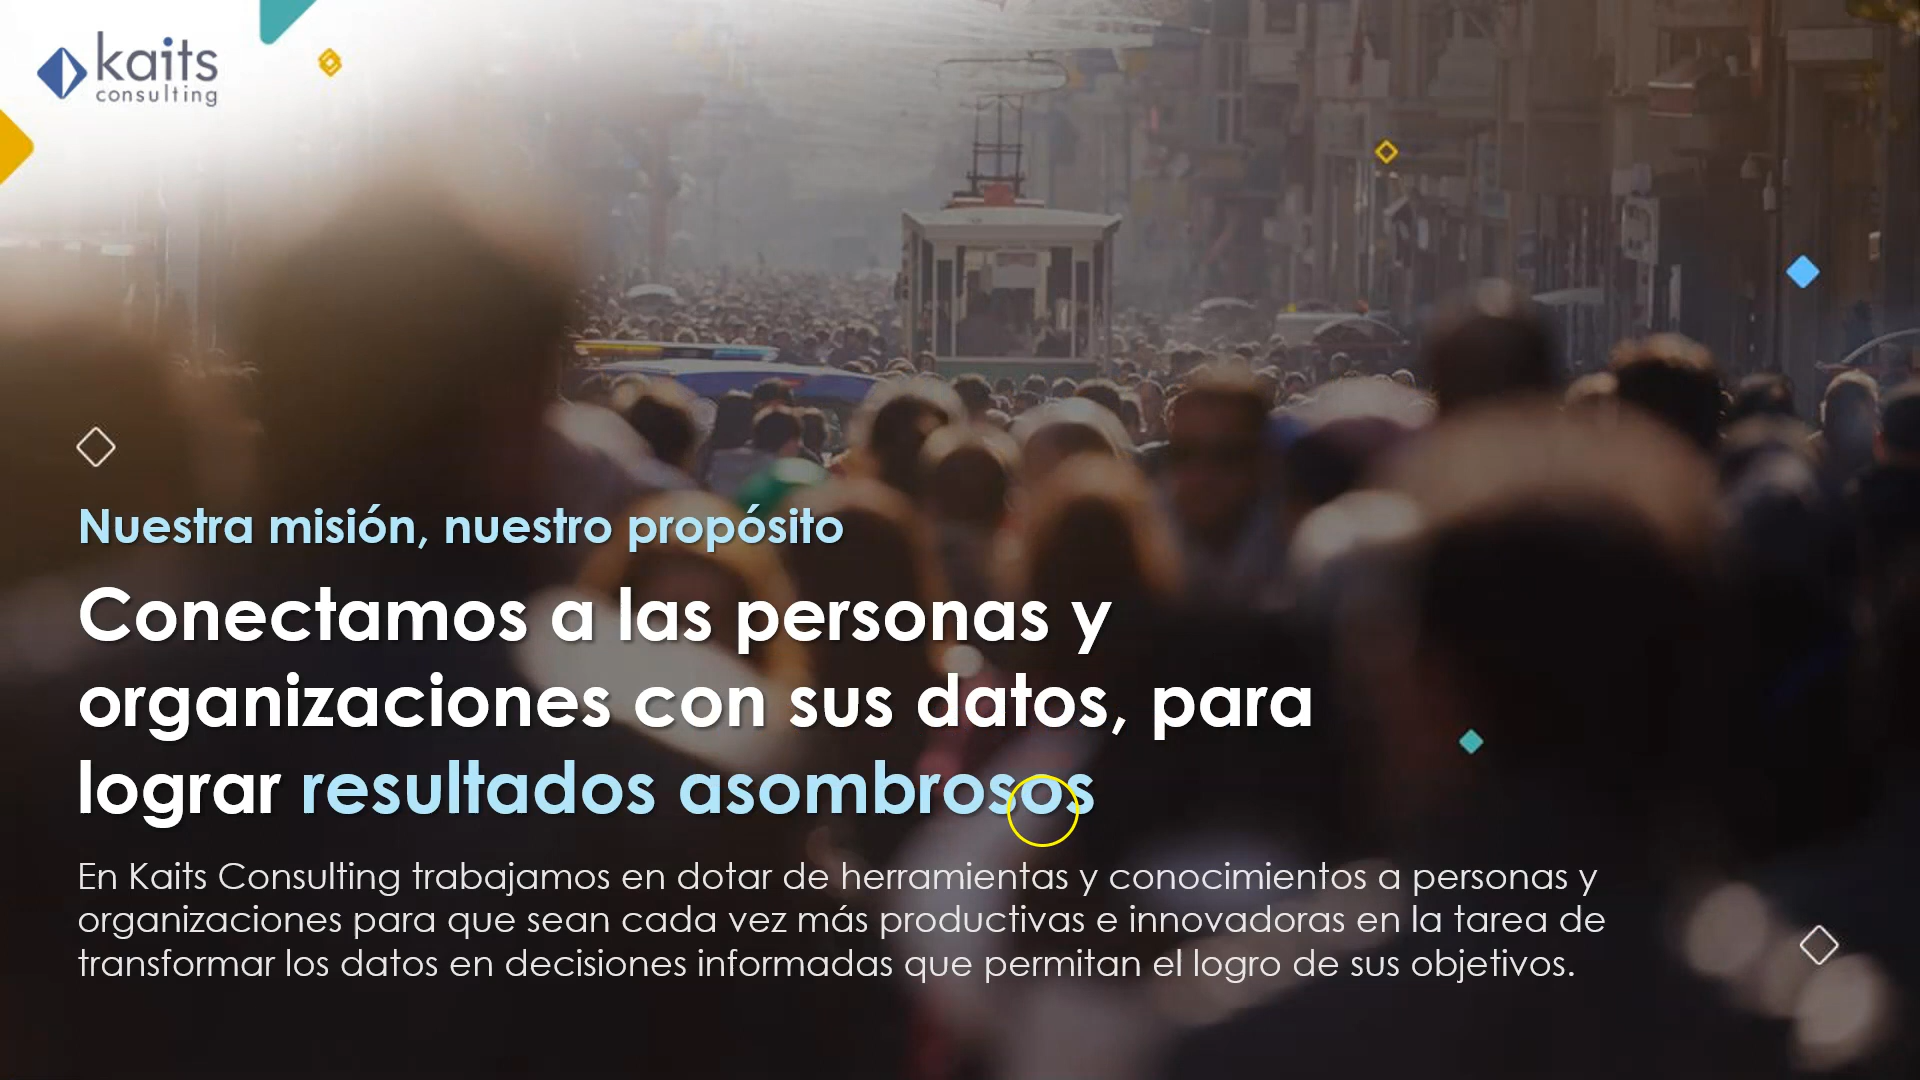 kaits
consulting
Nuestra misión, nuestro propósito
Conectamos a las personas y
organizaciones con sus datos, para
lograr resultados asombrosos
En Kaits Consulting trabajamos en dotar de herramientas y conocimientos a personas y
organizaciones para que sean cada vez más productivas e innovadoras en la tarea de
transformar los datos en decisiones informadas que permitan el logro de sus objetivos.